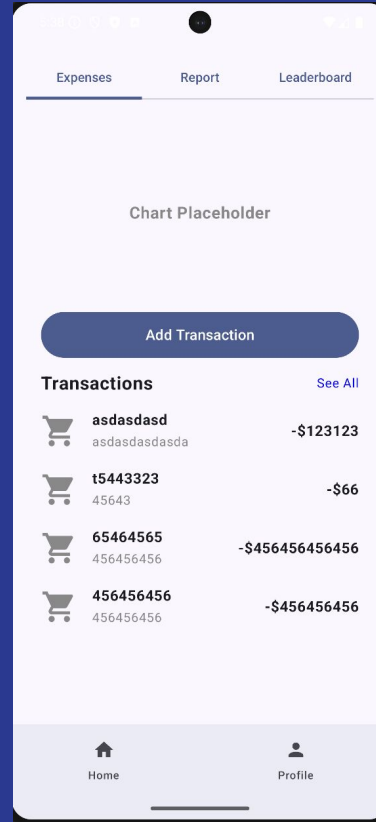 Expenses Report Leaderboard
Chart Placeholder
Add Transaction
Transactions See All
asdasdasd
asdasdasdasda
-$123123
t5443323
45643
-$66
65464565
456456456
-$456456456456
456456456
456456456
-$456456456
Home Profile